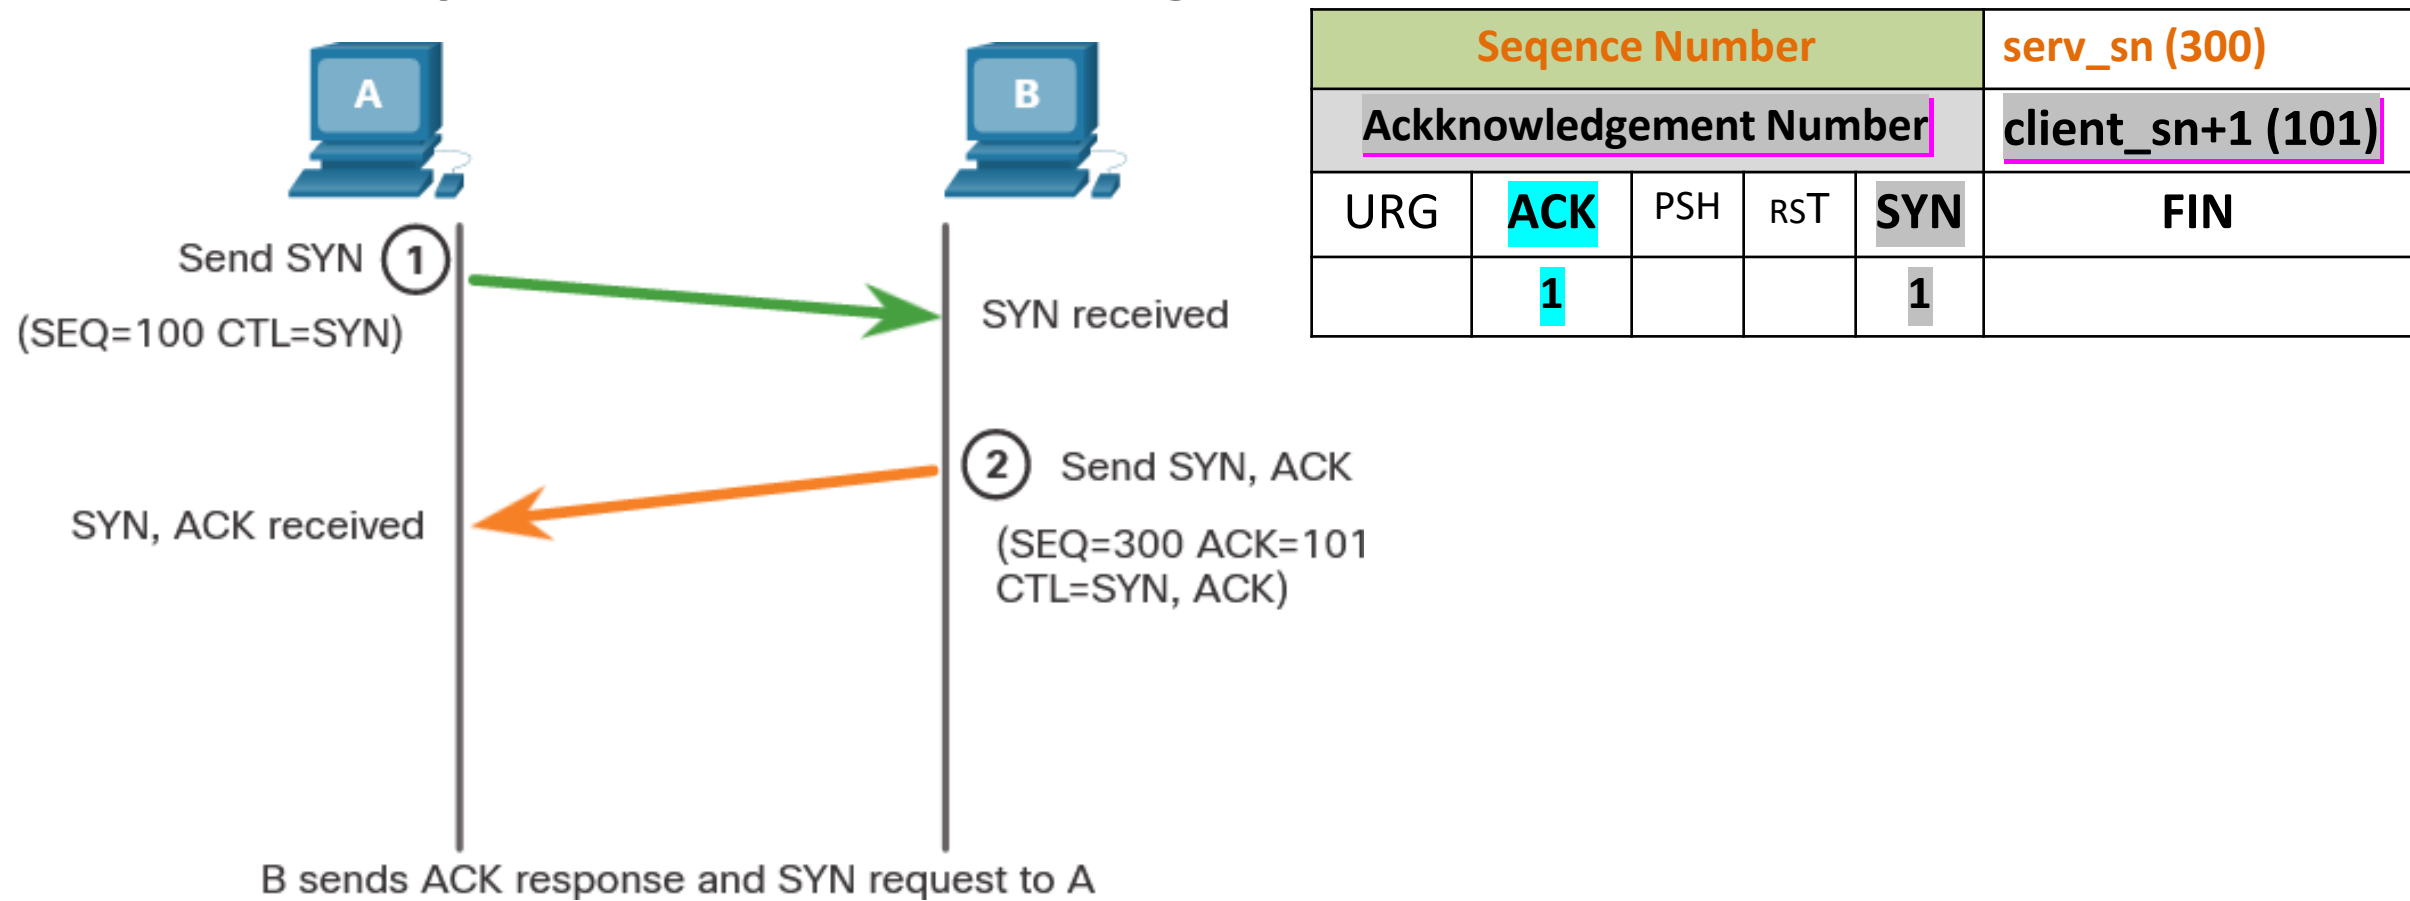 A
B
Send SYN 1
(SEQ=100 CTL=SYN)
SYN received
2 Send SYN, ACK
SYN, ACK received
(SEQ=300 ACK=101
CTL=SYN, ACK)
B sends ACK response and SYN request to A
Seqence Number serv_sn (300)
Ackknowledgement Number client_sn+1 (101)
URG ACK PSH RST SYN FIN
1 1